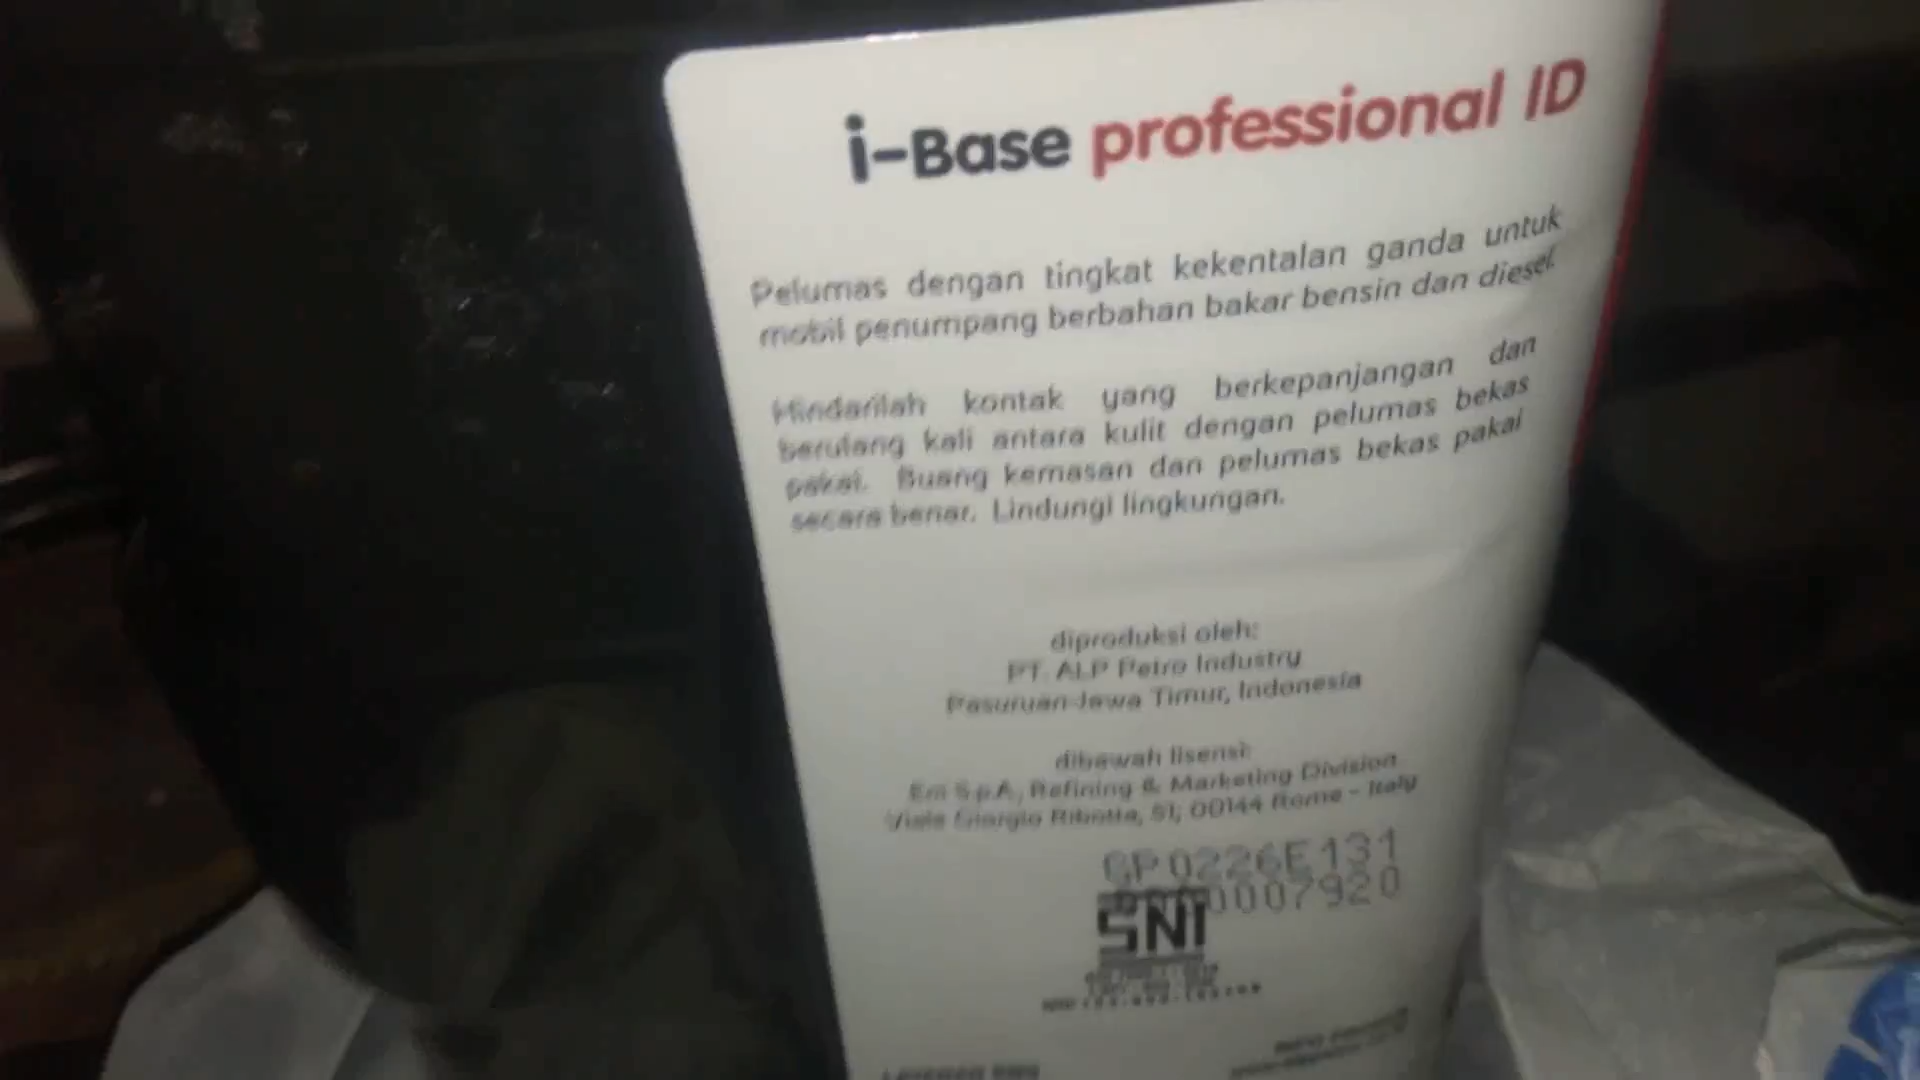 i-Base professional ID
Pelumas dengan tingkat kekentalan ganda untuk
mobil penumpang berbahan bakar bensin dan diesel.
Hindarilah kontak yang berkepanjangan dan
berulang kali antara kulit dengan pelumas bekas
pakai. Buang kemasan dan pelumas bekas pakai
secara benar. Lindungi lingkungan.
diproduksi oleh:
PT. ALP Petro Industry
Pasuruan-Jawa Timur, Indonesia
dibawah lisensi:
Eni S.p.A., Refining & Marketing Division
Viale Giorgio Ribotta, 51; 00144 Rome - Italy
GP0226E131
0007920
SNI